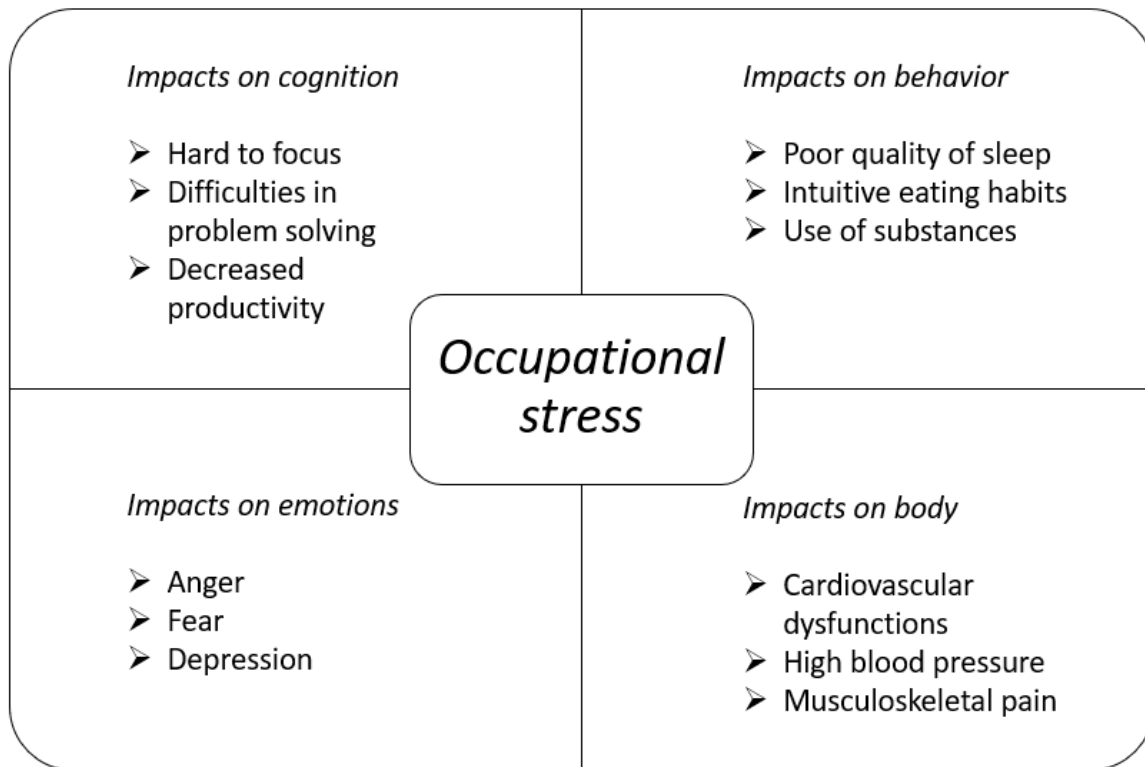 Impacts on cognition
➢ Hard to focus
➢ Difficulties in
problem solving
➢ Decreased
productivity
Impacts on behavior
➢ Poor quality of sleep
➢ Intuitive eating habits
➢ Use of substances
Occupational
stress
Impacts on emotions
➢ Anger
➢ Fear
➢ Depression
Impacts on body
➢ Cardiovascular
dysfunctions
➢ High blood pressure
➢ Musculoskeletal pain